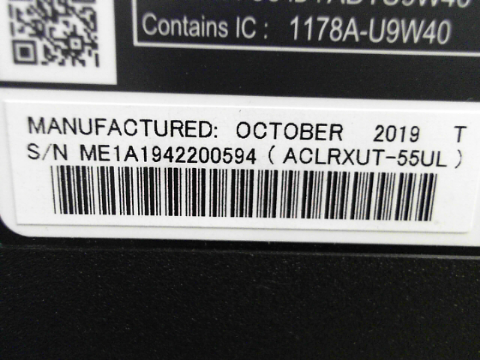 Contains IC : 1178A-U9W40
MANUFACTURED: OCTOBER 2019 T
S/N ME1A1942200594 ( ACLRXUT-55UL )